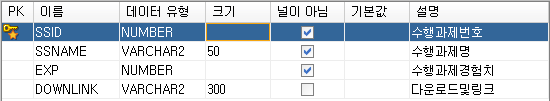 PK 이름 데이터 유형 크기 널이 아님 기본값 설명
SSID NUMBER 수행과제번호
SSNAME VARCHAR2 50 수행과제명
EXP NUMBER 수행과제경험치
DOWNLINK VARCHAR2 300 다운로드및링크